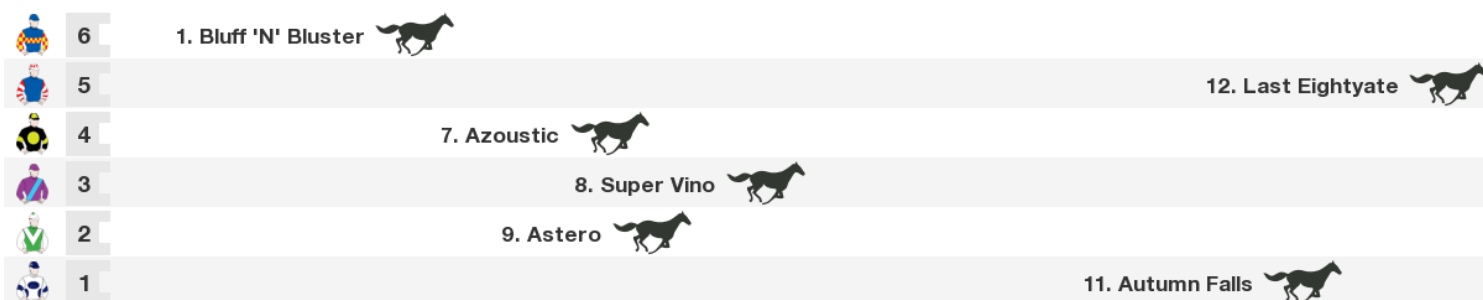 6 1. Bluff 'N' Bluster
5 12. Last Eightyate
4 7. Azoustic
3 8. Super Vino
2 9. Astero
1 11. Autumn Falls